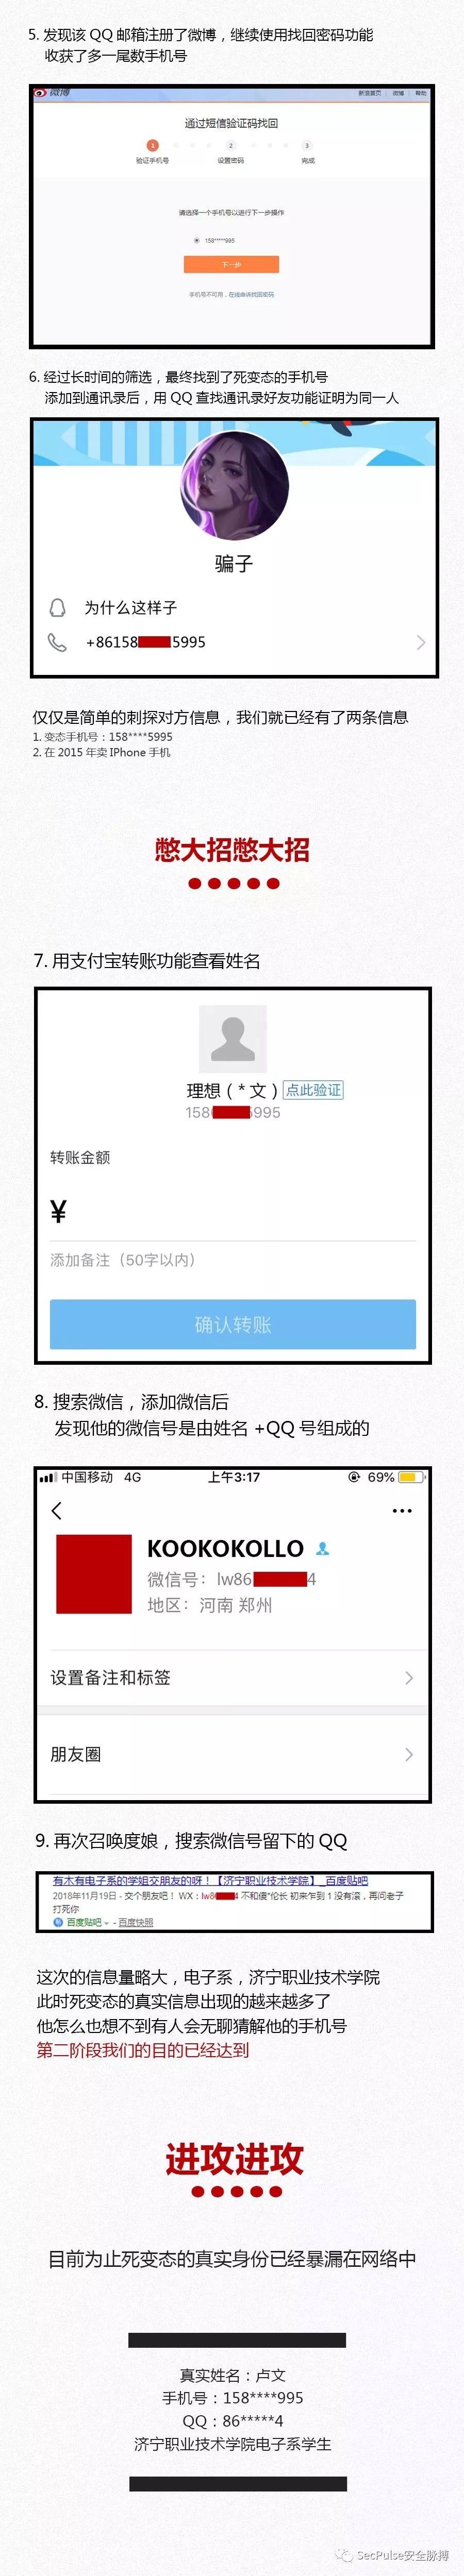 5. 发现该 QQ 邮箱注册了微博，继续使用找回密码功能
收获了多一尾数手机号
微博
新浪首页 | 微博 | 帮助
通过短信验证码找回
1 2 3
验证手机号 设置密码 完成
请选择一个手机号以进行下一步操作
158*****995
下一步
手机号不可用，在线申诉找回密码
6. 经过长时间的筛选，最终找到了死变态的手机号
添加到通讯录后，用 QQ 查找通讯录好友功能证明为同一人
骗子
为什么这样子
+86158 5995
仅仅是简单的刺探对方信息，我们就已经有了两条信息
1. 变态手机号：158****5995
2. 在 2015 年卖 IPhone 手机
憋大招憋大招
7. 用支付宝转账功能查看姓名
理想（* 文）点此验证
158 5995
转账金额
¥
添加备注（50字以内）
确认转账
8. 搜索微信，添加微信后
发现他的微信号是由姓名 +QQ 号组成的
中国移动 4G 上午3:17 69%
KOOKOKOLLO
微信号：lw86 4
地区：河南 郑州
设置备注和标签
朋友圈
9. 再次召唤度娘，搜索微信号留下的 QQ
有木有电子系的学姐交朋友的呀！【济宁职业技术学院】_百度贴吧
2018年11月19日 - 交个朋友吧！ WX：lw86 4 不和傻*伦长 初来乍到 1 没有滚，再问老子
打死你
百度贴吧 - 百度快照
这次的信息量略大，电子系，济宁职业技术学院
此时死变态的真实信息出现的越来越多了
他怎么也想不到有人会无聊猜解他的手机号
第二阶段我们的目的已经达到
进攻进攻
目前为止死变态的真实身份已经暴漏在网络中
真实姓名：卢文
手机号：158****995
QQ：86*****4
济宁职业技术学院电子系学生
SecPulse安全脉搏